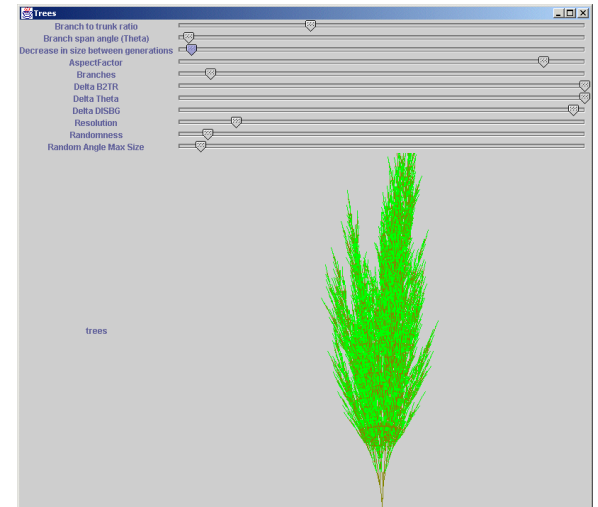 Trees
Branch to trunk ratio
Branch span angle (Theta)
Decrease in size between generations
AspectFactor
Branches
Delta B2TR
Delta Theta
Delta DISBG
Resolution
Randomness
Random Angle Max Size
trees